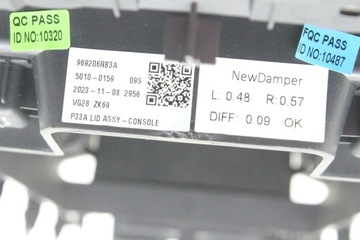 QC PASS
ID NO:10320
FQC PASS
ID NO:10487
969206RB3A
5010-0159 09S
2023-11-08 2956
VG28 ZK69
P33A LID ASSY-CONSOLE
NewDamper
L: 0.48 R: 0.57
DIFF: 0.09 OK